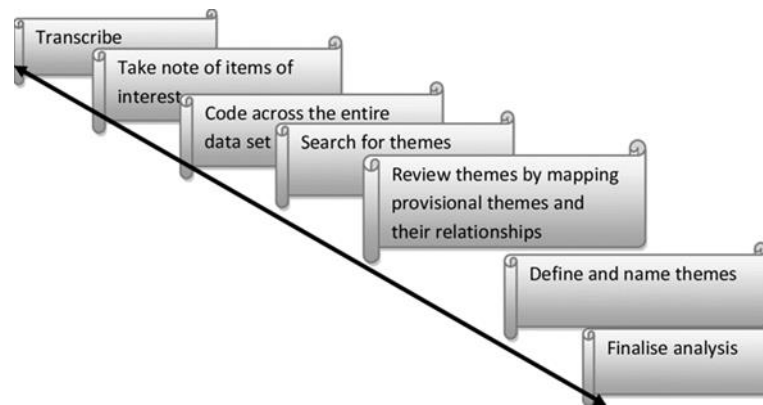 Transcribe
Take note of items of
interest
Code across the entire
data set
Search for themes
Review themes by mapping
provisional themes and
their relationships
Define and name themes
Finalise analysis